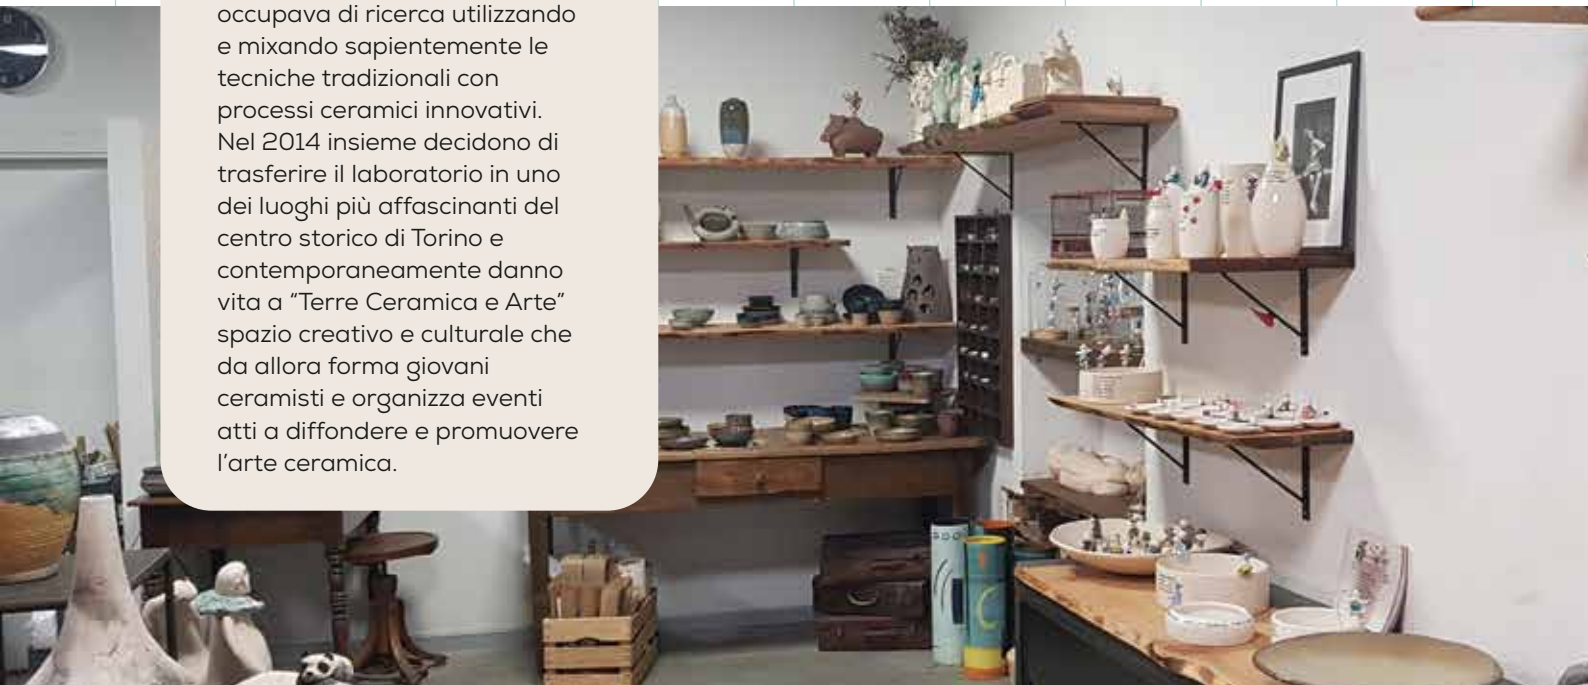 occupava di ricerca utilizzando
e mixando sapientemente le
tecniche tradizionali con
processi ceramici innovativi.
Nel 2014 insieme decidono di
trasferire il laboratorio in uno
dei luoghi più affascinanti del
centro storico di Torino e
contemporaneamente danno
vita a “Terre Ceramica e Arte”
spazio creativo e culturale che
da allora forma giovani
ceramisti e organizza eventi
atti a diffondere e promuovere
l’arte ceramica.